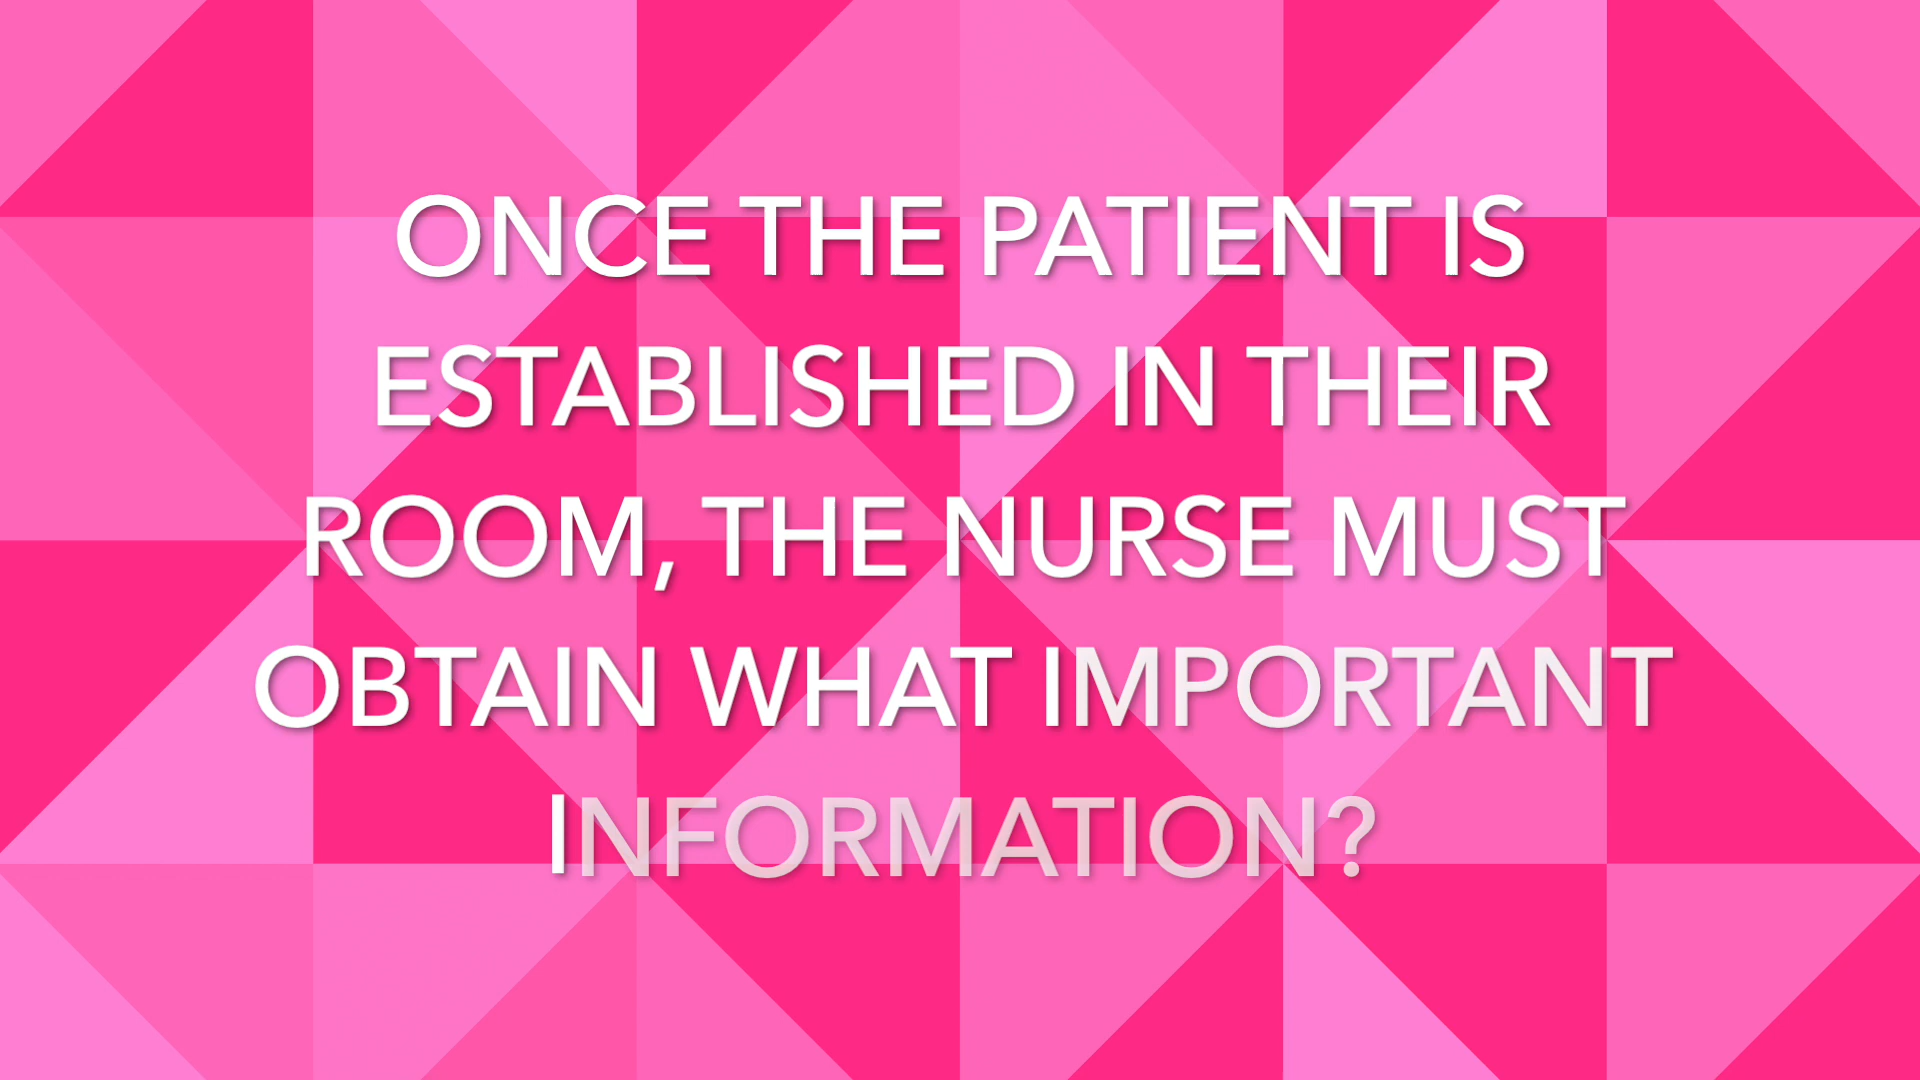 ONCE THE PATIENT IS
ESTABLISHED IN THEIR
ROOM, THE NURSE MUST
OBTAIN WHAT IMPORTANT
INFORMATION?